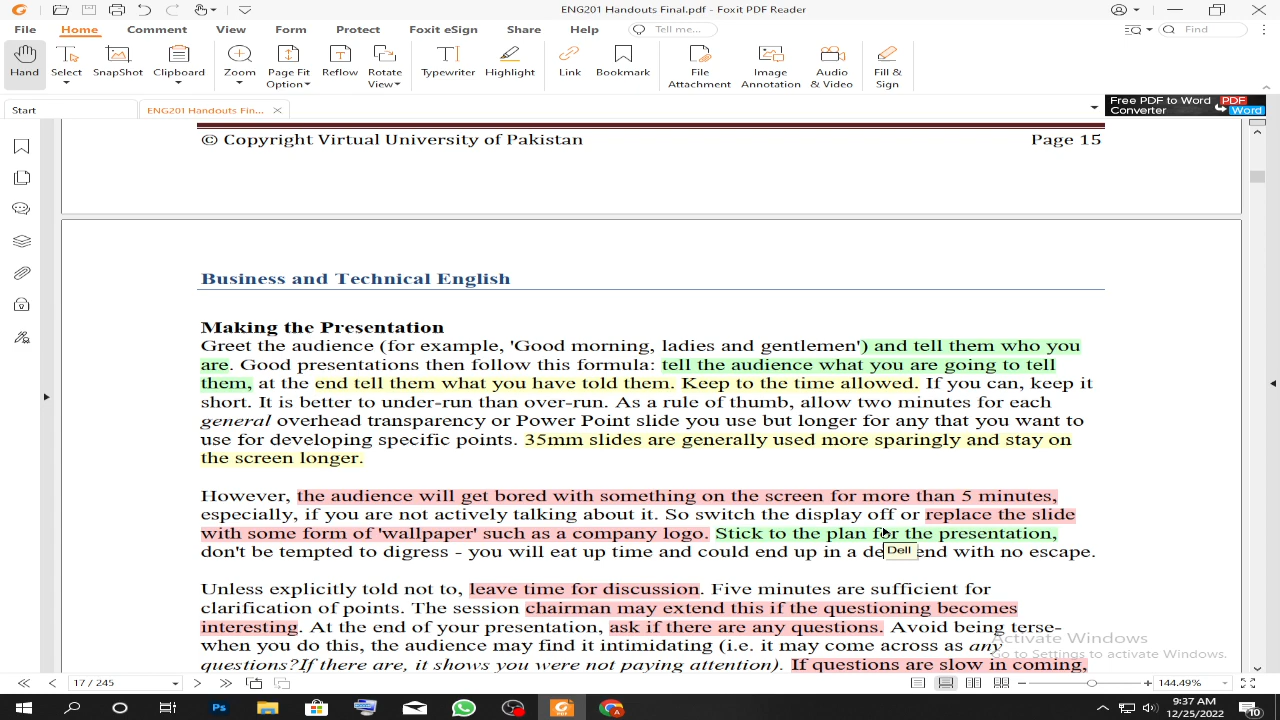 ENG201 Handouts Final.pdf - Foxit PDF Reader
File Home Comment View Form Protect Foxit eSign Share Help Tell me... Find
Hand Select SnapShot Clipboard Zoom Page Fit Option Reflow Rotate View Typewriter Highlight Link Bookmark File Attachment Image Annotation Audio & Video Fill & Sign
Start ENG201 Handouts Fin... Free PDF to Word Converter PDF Word
© Copyright Virtual University of Pakistan Page 15
Business and Technical English
Making the Presentation
Greet the audience (for example, 'Good morning, ladies and gentlemen') and tell them who you
are. Good presentations then follow this formula: tell the audience what you are going to tell
them, at the end tell them what you have told them. Keep to the time allowed. If you can, keep it
short. It is better to under-run than over-run. As a rule of thumb, allow two minutes for each
general overhead transparency or Power Point slide you use but longer for any that you want to
use for developing specific points. 35mm slides are generally used more sparingly and stay on
the screen longer.
However, the audience will get bored with something on the screen for more than 5 minutes,
especially, if you are not actively talking about it. So switch the display off or replace the slide
with some form of 'wallpaper' such as a company logo. Stick to the plan for the presentation,
don't be tempted to digress - you will eat up time and could end up in a de end with no escape.
Dell
Unless explicitly told not to, leave time for discussion. Five minutes are sufficient for
clarification of points. The session chairman may extend this if the questioning becomes
interesting. At the end of your presentation, ask if there are any questions. Avoid being terse-
when you do this, the audience may find it intimidating (i.e. it may come across as any
questions?If there are, it shows you were not paying attention). If questions are slow in coming,
Activate Windows
Go to Settings to activate Windows.
17 / 245 144.49%
Ps PDF 9:37 AM
12/25/2022 10